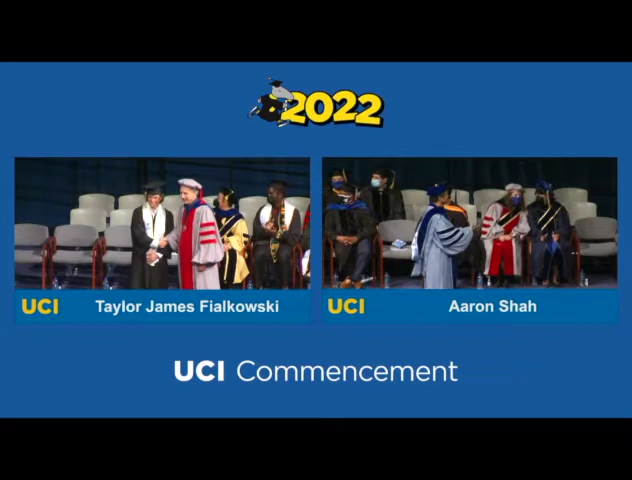 2022
UCI Taylor James Fialkowski
UCI Aaron Shah
UCI Commencement